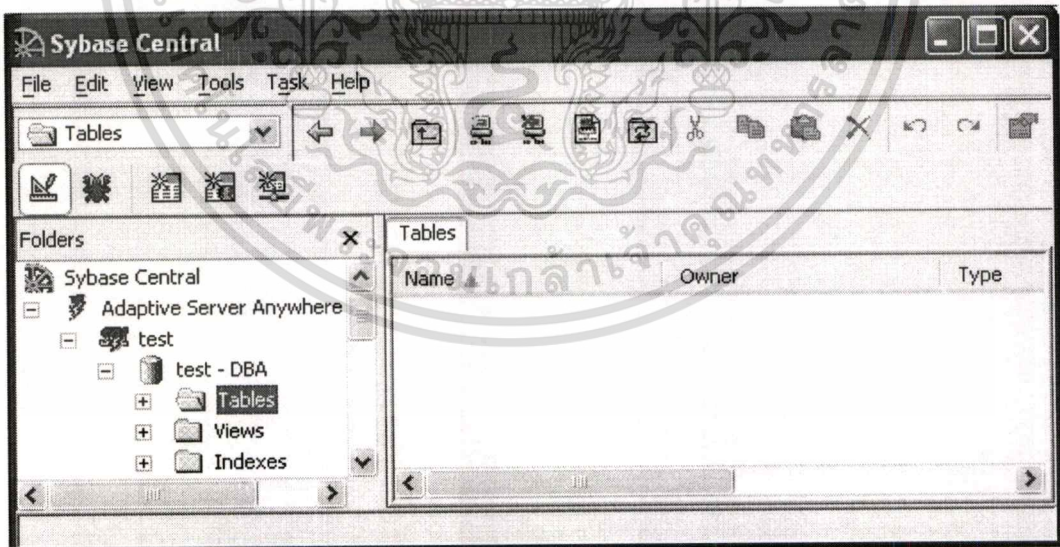 Sybase Central
File Edit View Tools Task Help
Tables
Folders
Sybase Central
Adaptive Server Anywhere
test
test - DBA
Tables
Views
Indexes
Tables
Name Owner Type